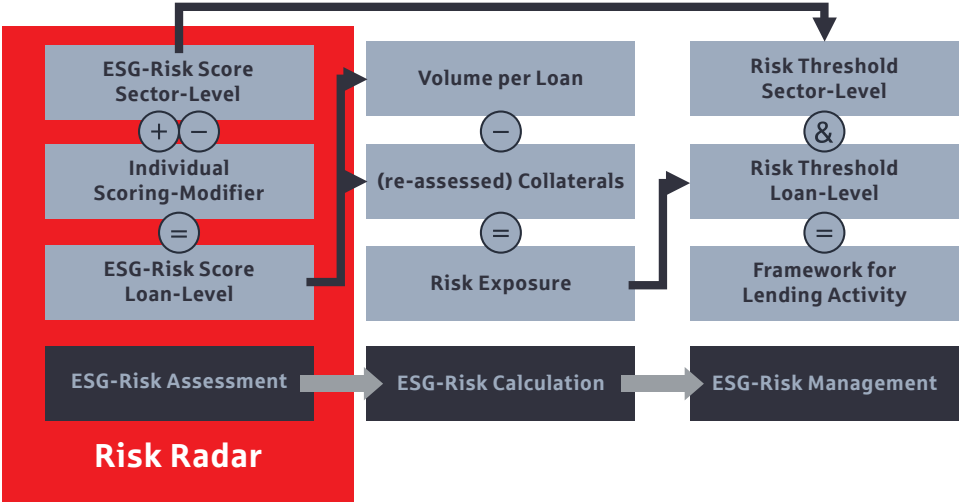 ESG-Risk Score
Sector-Level
+ −
Individual
Scoring-Modifier
=
ESG-Risk Score
Loan-Level
ESG-Risk Assessment
Risk Radar
Volume per Loan
−
(re-assessed) Collaterals
=
Risk Exposure
ESG-Risk Calculation
Risk Threshold
Sector-Level
&
Risk Threshold
Loan-Level
=
Framework for
Lending Activity
ESG-Risk Management